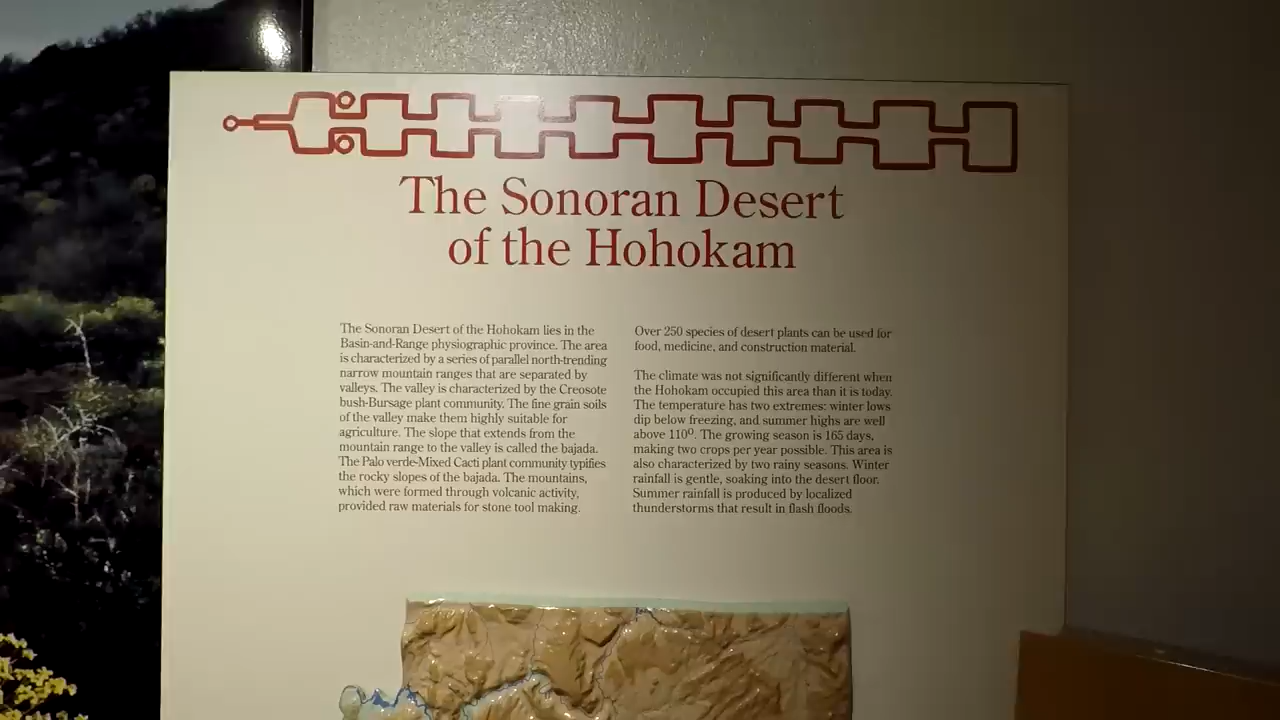 The Sonoran Desert
of the Hohokam
The Sonoran Desert of the Hohokam lies in the
Basin-and-Range physiographic province. The area
is characterized by a series of parallel north-trending
narrow mountain ranges that are separated by
valleys. The valley is characterized by the Creosote
bush-Bursage plant community. The fine grain soils
of the valley make them highly suitable for
agriculture. The slope that extends from the
mountain range to the valley is called the bajada.
The Palo verde-Mixed Cacti plant community typifies
the rocky slopes of the bajada. The mountains,
which were formed through volcanic activity,
provided raw materials for stone tool making.
Over 250 species of desert plants can be used for
food, medicine, and construction material.
The climate was not significantly different when
the Hohokam occupied this area than it is today.
The temperature has two extremes: winter lows
dip below freezing, and summer highs are well
above 110º. The growing season is 165 days,
making two crops per year possible. This area is
also characterized by two rainy seasons. Winter
rainfall is gentle, soaking into the desert floor.
Summer rainfall is produced by localized
thunderstorms that result in flash floods.